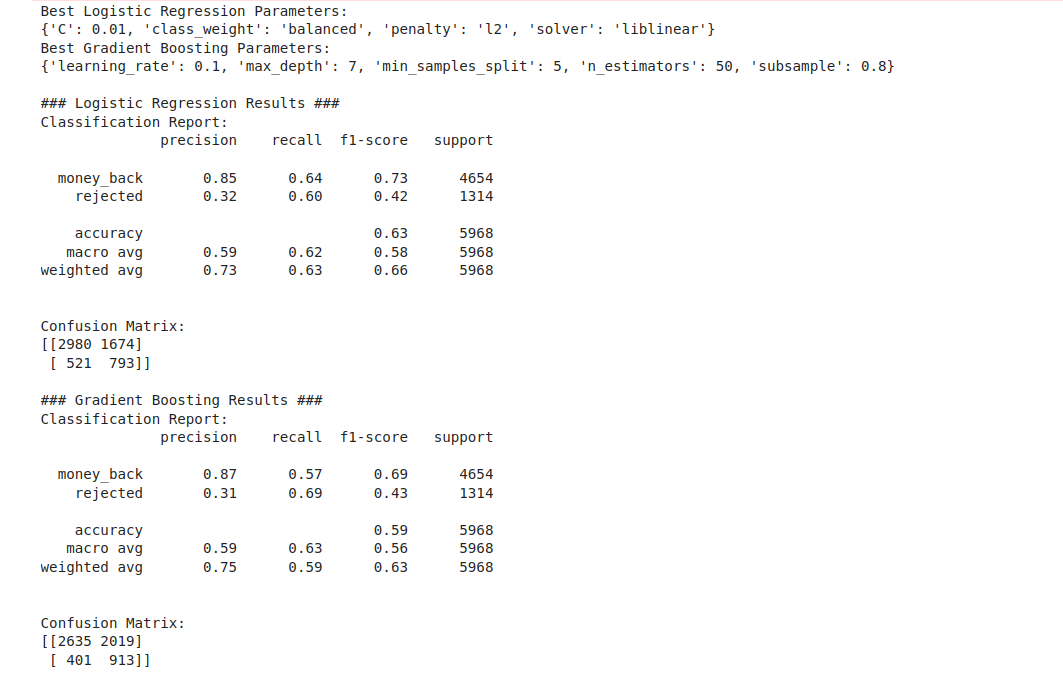 Best Logistic Regression Parameters:
{'C': 0.01, 'class_weight': 'balanced', 'penalty': 'l2', 'solver': 'liblinear'}
Best Gradient Boosting Parameters:
{'learning_rate': 0.1, 'max_depth': 7, 'min_samples_split': 5, 'n_estimators': 50, 'subsample': 0.8}
### Logistic Regression Results ###
Classification Report:
precision recall f1-score support
money_back 0.85 0.64 0.73 4654
rejected 0.32 0.60 0.42 1314
accuracy 0.63 5968
macro avg 0.59 0.62 0.58 5968
weighted avg 0.73 0.63 0.66 5968
Confusion Matrix:
[[2980 1674]
[ 521 793]]
### Gradient Boosting Results ###
Classification Report:
precision recall f1-score support
money_back 0.87 0.57 0.69 4654
rejected 0.31 0.69 0.43 1314
accuracy 0.59 5968
macro avg 0.59 0.63 0.56 5968
weighted avg 0.75 0.59 0.63 5968
Confusion Matrix:
[[2635 2019]
[ 401 913]]